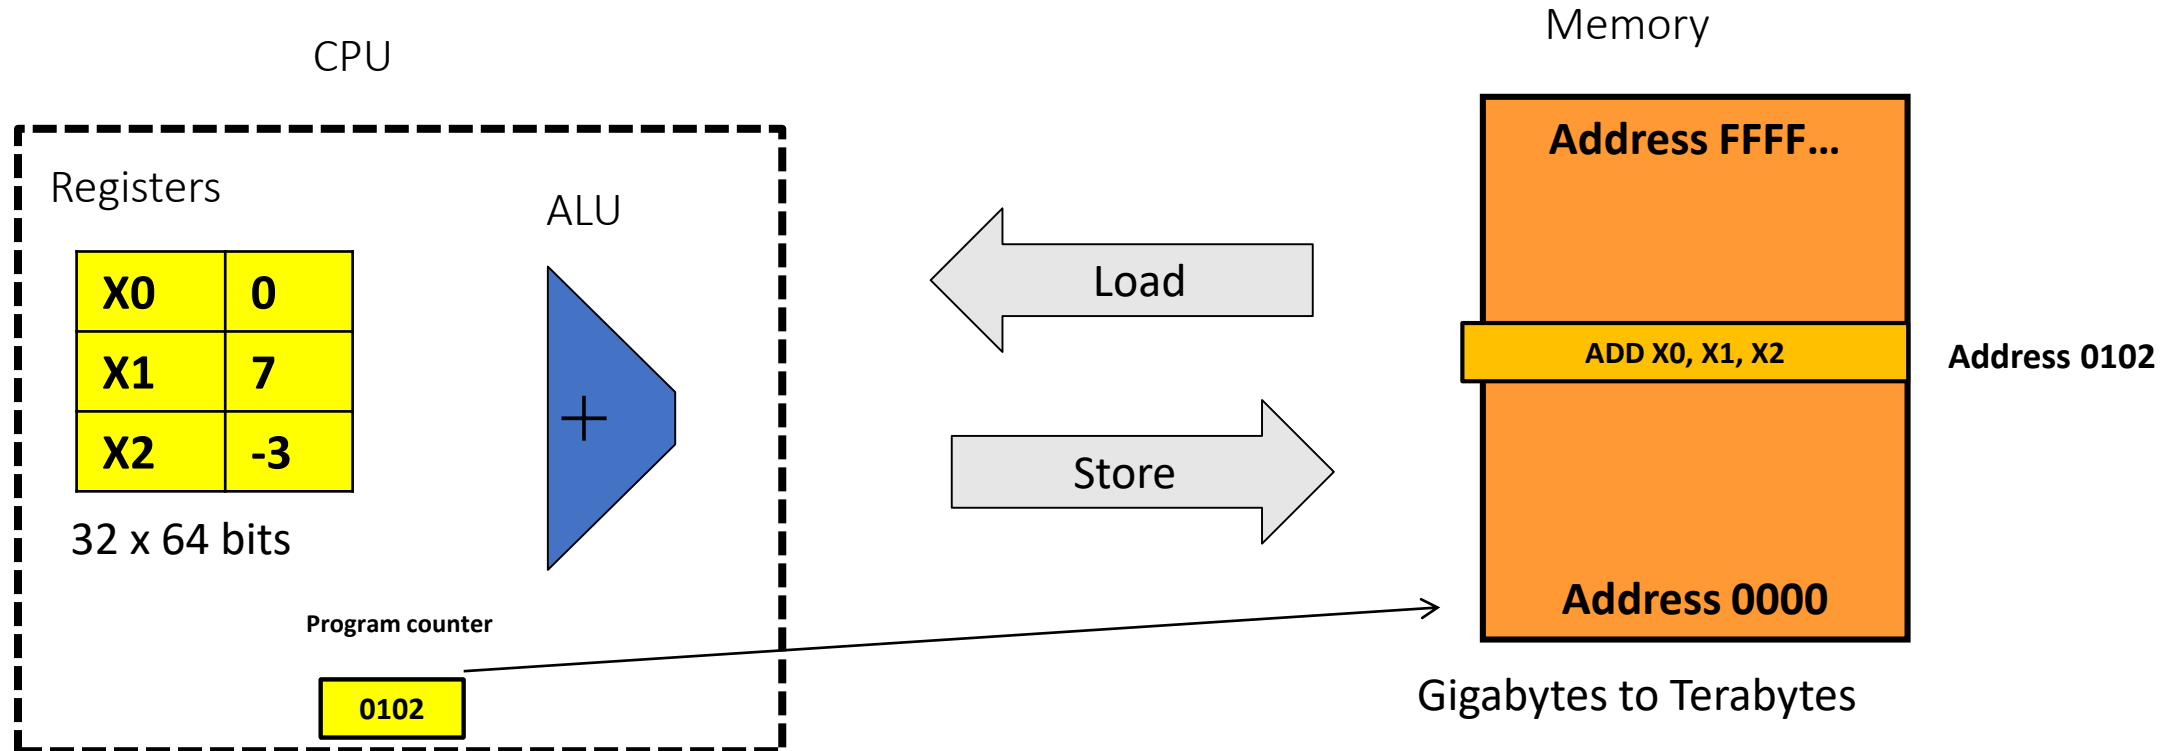 CPU
Memory
Registers
ALU
X0 0
X1 7
X2 -3
32 x 64 bits
+
Program counter
0102
Load
Store
Address FFFF...
ADD X0, X1, X2
Address 0102
Address 0000
Gigabytes to Terabytes